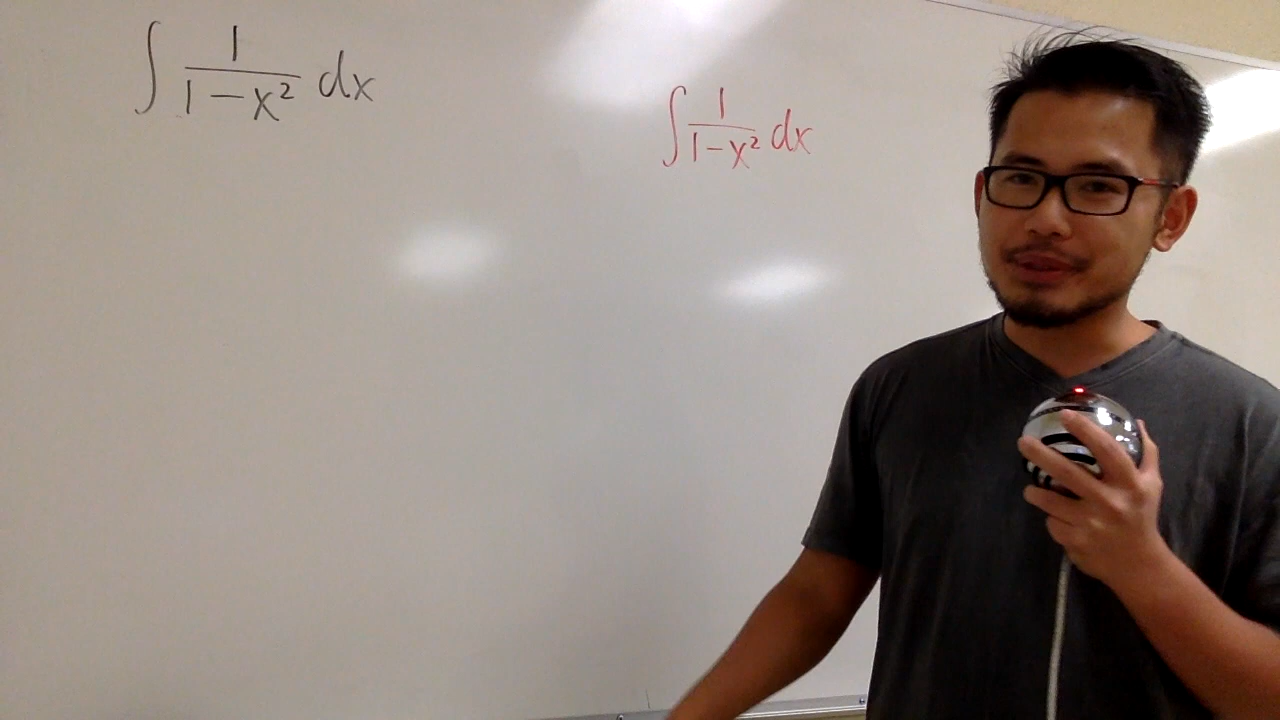 ∫ 1/(1-x²) dx
∫ 1/(1-x²) dx